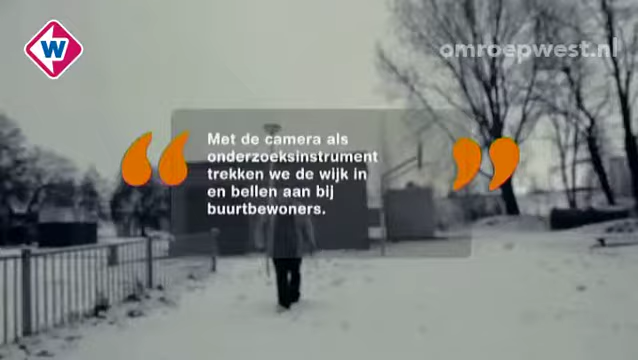 W
omroepwest.nl
Met de camera als
onderzoeksinstrument
trekken we de wijk in
en bellen aan bij
buurtbewoners.